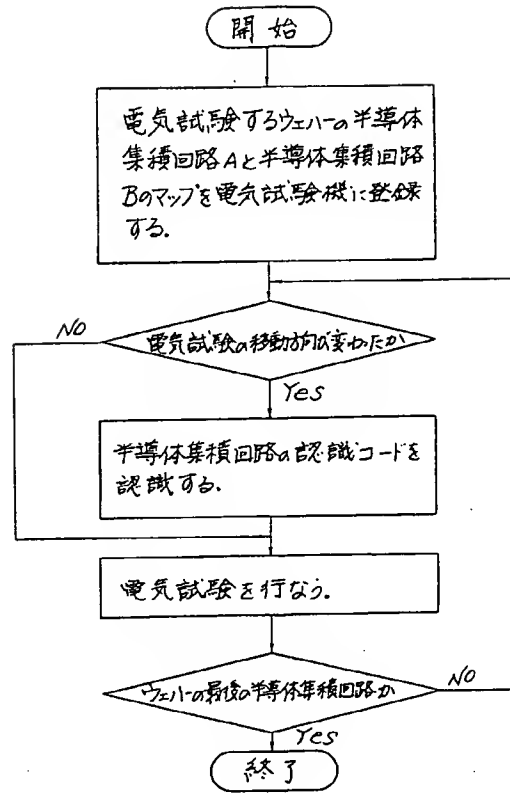 開始
電気試験するウェハーの半導体
集積回路Aと半導体集積回路
Bのマップを電気試験機に登録
する.
NO
電気試験の移動方向が変わったか
Yes
半導体集積回路の認識コードを
認識する.
電気試験を行なう.
ウェハーの最後の半導体集積回路か
NO
Yes
終了